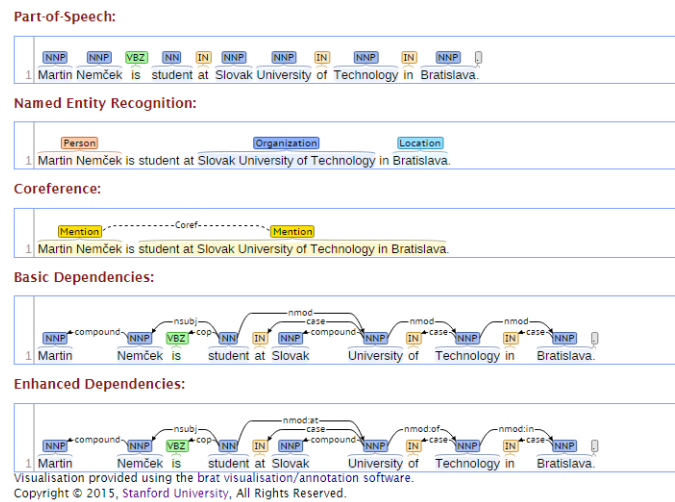 Part-of-Speech:
NNP NNP VBZ NN IN NNP NNP IN NNP IN NNP .
1 Martin Nemček is student at Slovak University of Technology in Bratislava.
Named Entity Recognition:
Person Organization Location
1 Martin Nemček is student at Slovak University of Technology in Bratislava.
Coreference:
Mention Coref Mention
1 Martin Nemček is student at Slovak University of Technology in Bratislava.
Basic Dependencies:
nmod
nsubj case nmod nmod
NNP compound NNP VBZ cop NN IN NNP compound NNP IN case NNP IN case NNP .
1 Martin Nemček is student at Slovak University of Technology in Bratislava.
Enhanced Dependencies:
nmod:at
nsubj case nmod:of nmod:in
NNP compound NNP VBZ cop NN IN NNP compound NNP IN case NNP IN case NNP .
1 Martin Nemček is student at Slovak University of Technology in Bratislava.
Visualisation provided using the brat visualisation/annotation software.
Copyright © 2015, Stanford University, All Rights Reserved.